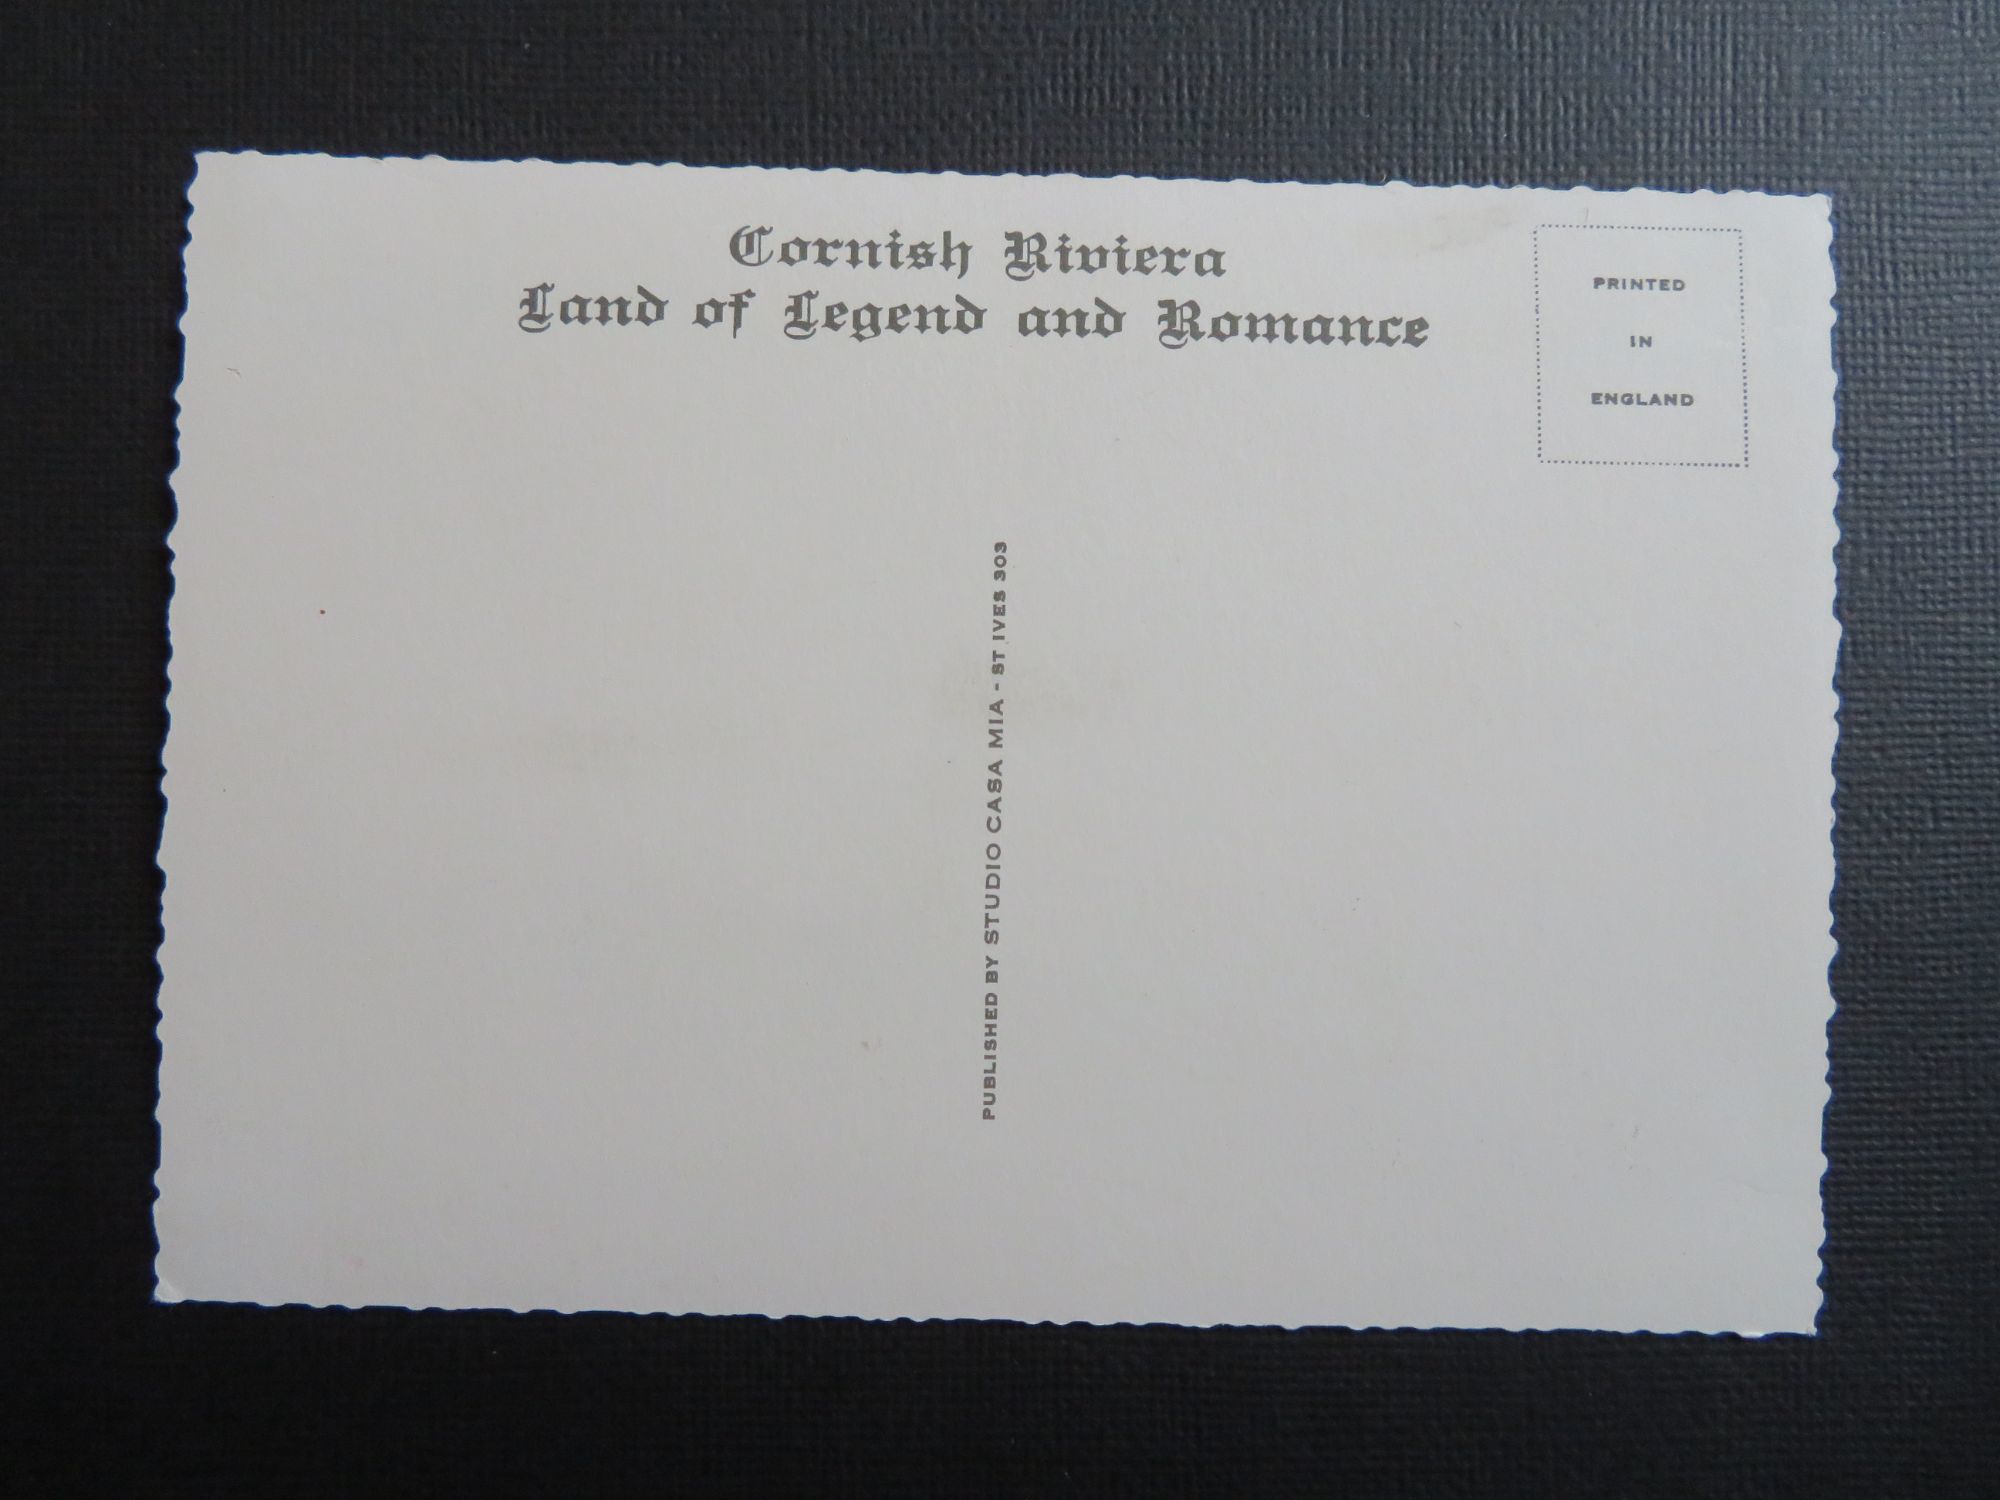 Cornish Riviera
Land of Legend and Romance
PRINTED
IN
ENGLAND
PUBLISHED BY STUDIO CASA MIA - ST IVES 303